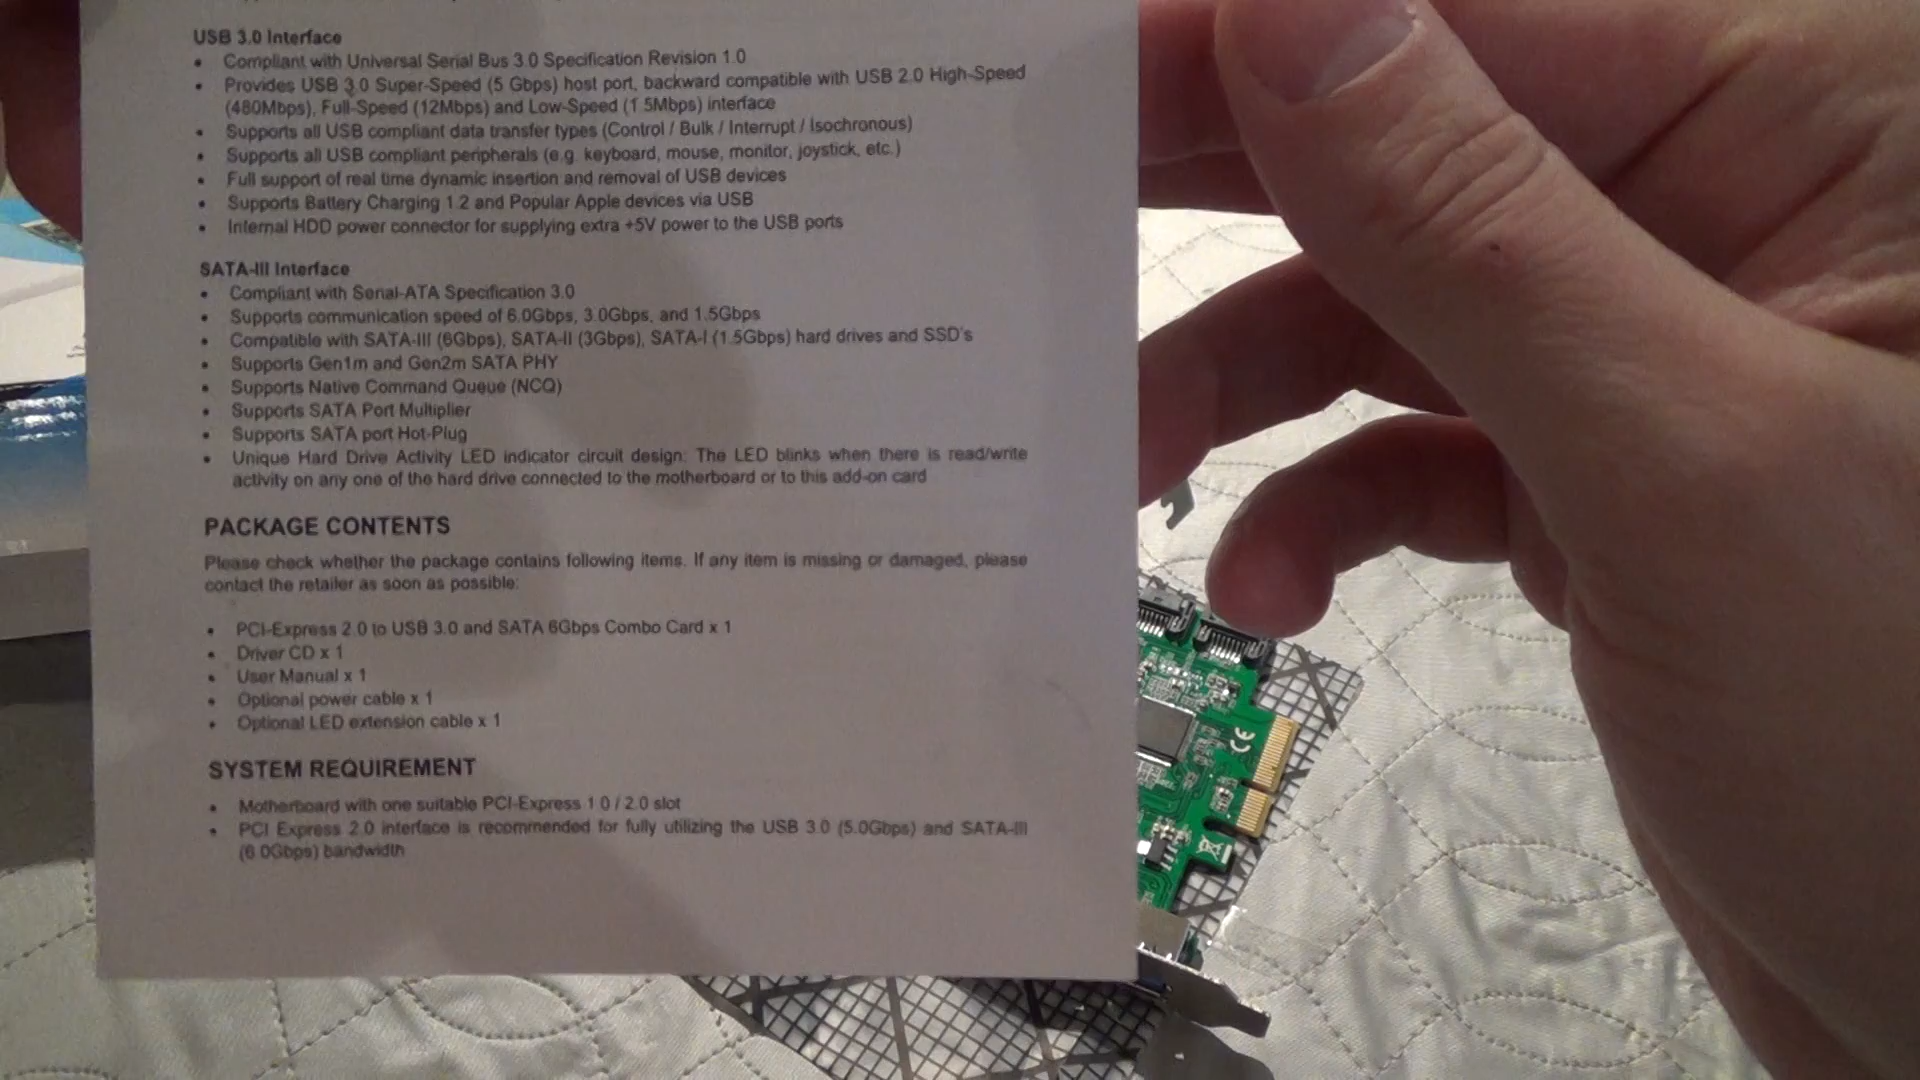 USB 3.0 Interface
• Compliant with Universal Serial Bus 3.0 Specification Revision 1.0
• Provides USB 3.0 Super-Speed (5 Gbps) host port, backward compatible with USB 2.0 High-Speed
(480Mbps), Full-Speed (12Mbps) and Low-Speed (1.5Mbps) interface
• Supports all USB compliant data transfer types (Control / Bulk / Interrupt / Isochronous)
• Supports all USB compliant peripherals (e.g. keyboard, mouse, monitor, joystick, etc.)
• Full support of real time dynamic insertion and removal of USB devices
• Supports Battery Charging 1.2 and Popular Apple devices via USB
• Internal HDD power connector for supplying extra +5V power to the USB ports
SATA-III Interface
• Compliant with Serial-ATA Specification 3.0
• Supports communication speed of 6.0Gbps, 3.0Gbps, and 1.5Gbps
• Compatible with SATA-III (6Gbps), SATA-II (3Gbps), SATA-I (1.5Gbps) hard drives and SSD's
• Supports Gen1m and Gen2m SATA PHY
• Supports Native Command Queue (NCQ)
• Supports SATA Port Multiplier
• Supports SATA port Hot-Plug
• Unique Hard Drive Activity LED indicator circuit design: The LED blinks when there is read/write
activity on any one of the hard drive connected to the motherboard or to this add-on card
PACKAGE CONTENTS
Please check whether the package contains following items. If any item is missing or damaged, please
contact the retailer as soon as possible:
• PCI-Express 2.0 to USB 3.0 and SATA 6Gbps Combo Card x 1
• Driver CD x 1
• User Manual x 1
• Optional power cable x 1
• Optional LED extension cable x 1
SYSTEM REQUIREMENT
• Motherboard with one suitable PCI-Express 1.0 / 2.0 slot
• PCI Express 2.0 interface is recommended for fully utilizing the USB 3.0 (5.0Gbps) and SATA-III
(6.0Gbps) bandwidth
CE